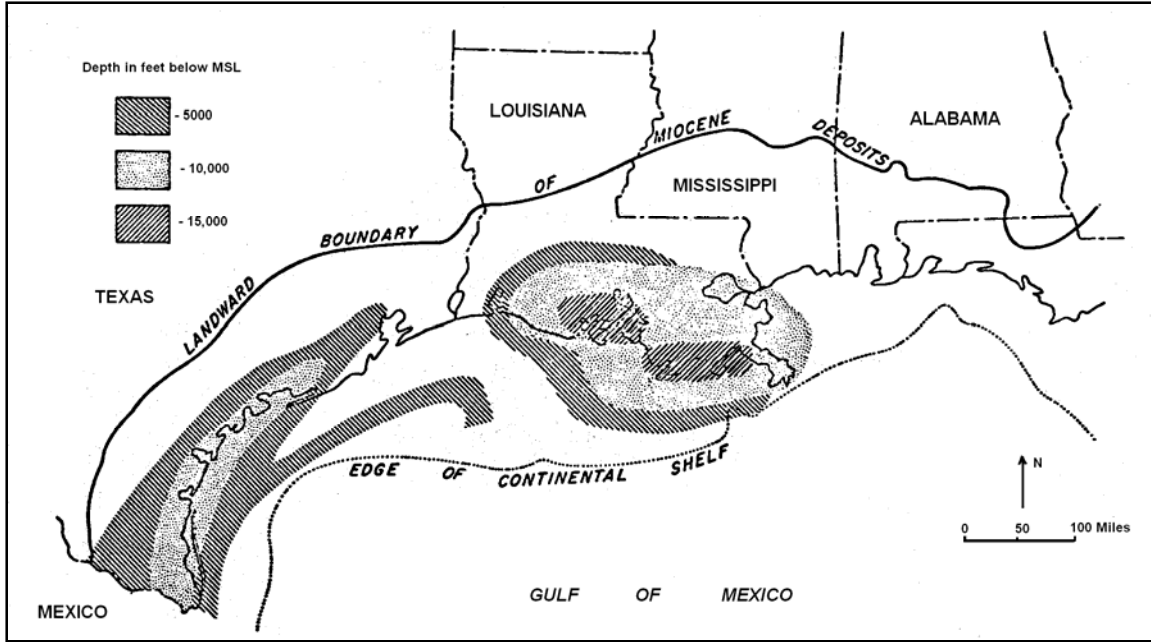 Depth in feet below MSL
- 5000
- 10,000
- 15,000
LOUISIANA
ALABAMA
MISSISSIPPI
LANDWARD BOUNDARY OF MIOCENE DEPOSITS
TEXAS
EDGE OF CONTINENTAL SHELF
N
0 50 100 Miles
MEXICO
GULF OF MEXICO